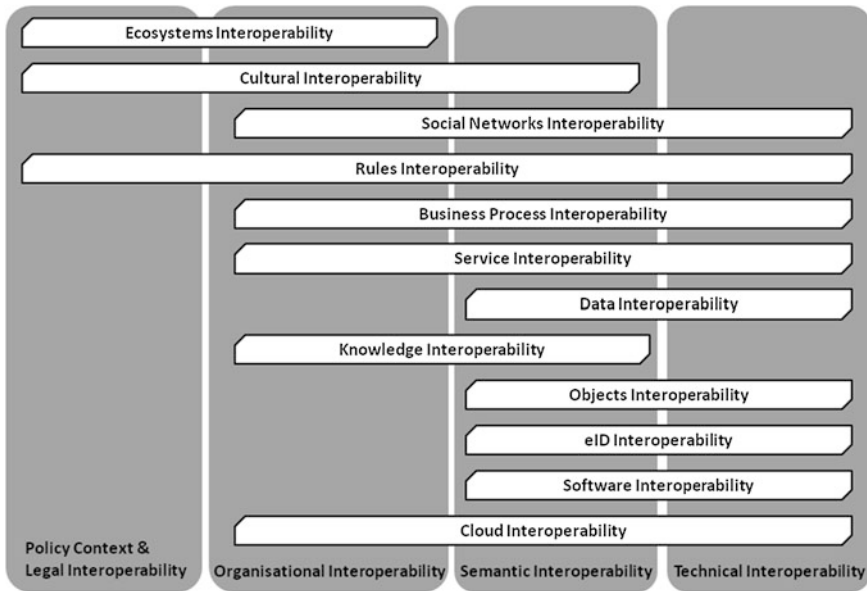 Ecosystems Interoperability
Cultural Interoperability
Social Networks Interoperability
Rules Interoperability
Business Process Interoperability
Service Interoperability
Data Interoperability
Knowledge Interoperability
Objects Interoperability
eID Interoperability
Software Interoperability
Cloud Interoperability
Policy Context &
Legal Interoperability
Organisational Interoperability
Semantic Interoperability
Technical Interoperability